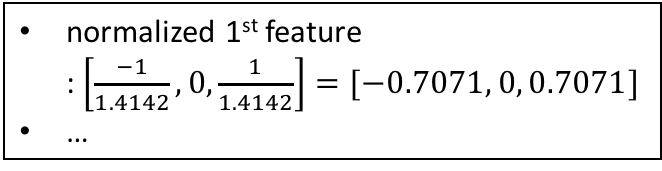 • normalized 1st feature
: [−1/1.4142, 0, 1/1.4142] = [−0.7071, 0, 0.7071]
• ...